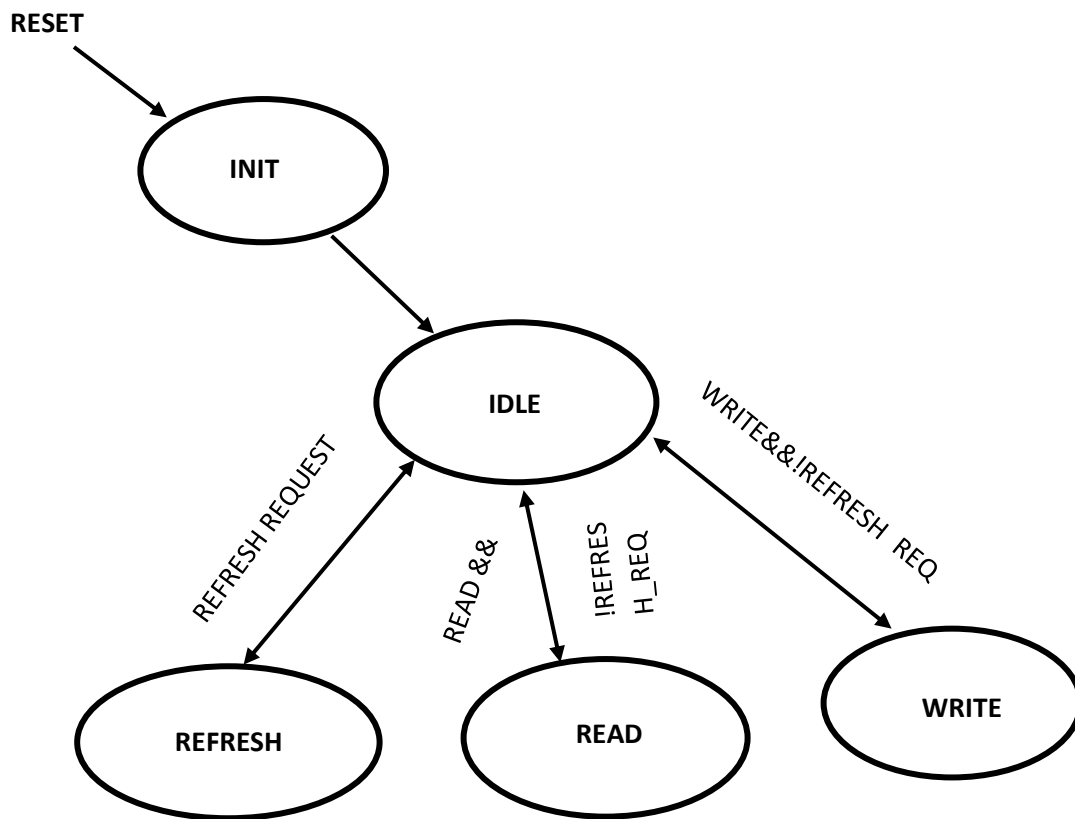 RESET
INIT
IDLE
WRITE&&!REFRESH REQ
REFRESH REQUEST
READ &&
!REFRES
H_REQ
REFRESH
READ
WRITE